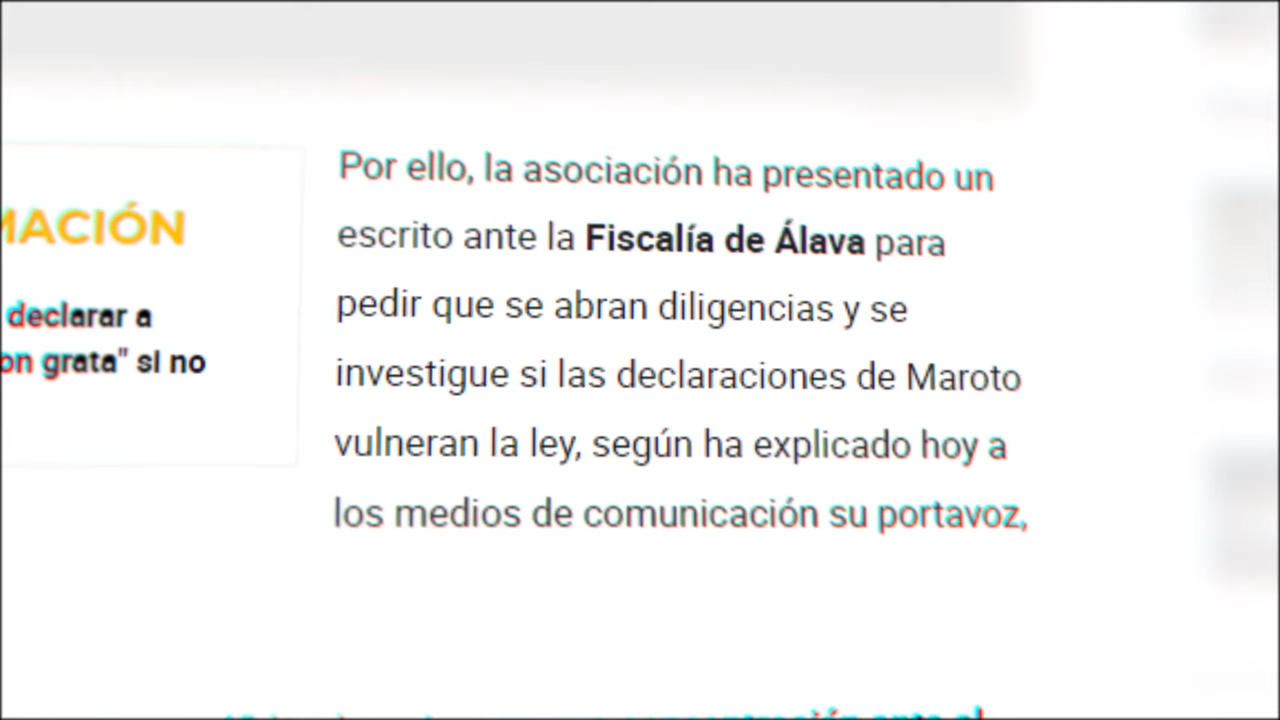 MACIÓN
declarar a
on grata" si no
Por ello, la asociación ha presentado un
escrito ante la Fiscalía de Álava para
pedir que se abran diligencias y se
investigue si las declaraciones de Maroto
vulneran la ley, según ha explicado hoy a
los medios de comunicación su portavoz,